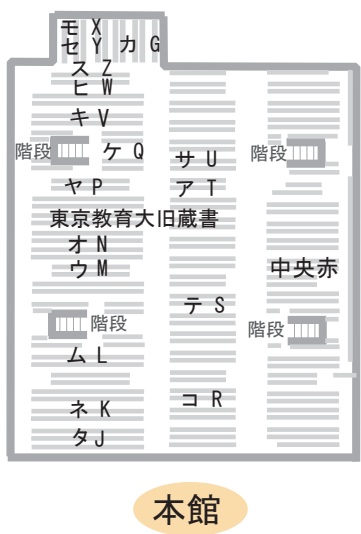 モ X
セ Y カ G
ス Z
ヒ W
キ V
階段 ケ Q サ U 階段
ヤ P ア T
東京教育大旧蔵書
オ N
ウ M 中央赤
テ S
階段 階段
ム L
ネ K コ R
タ J
本館